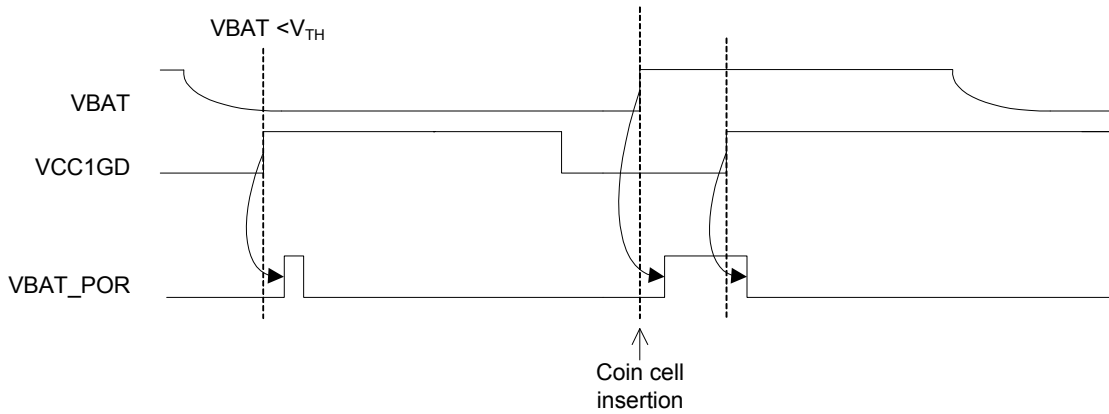 VBAT <VTH
VBAT
VCC1GD
VBAT_POR
Coin cell
insertion